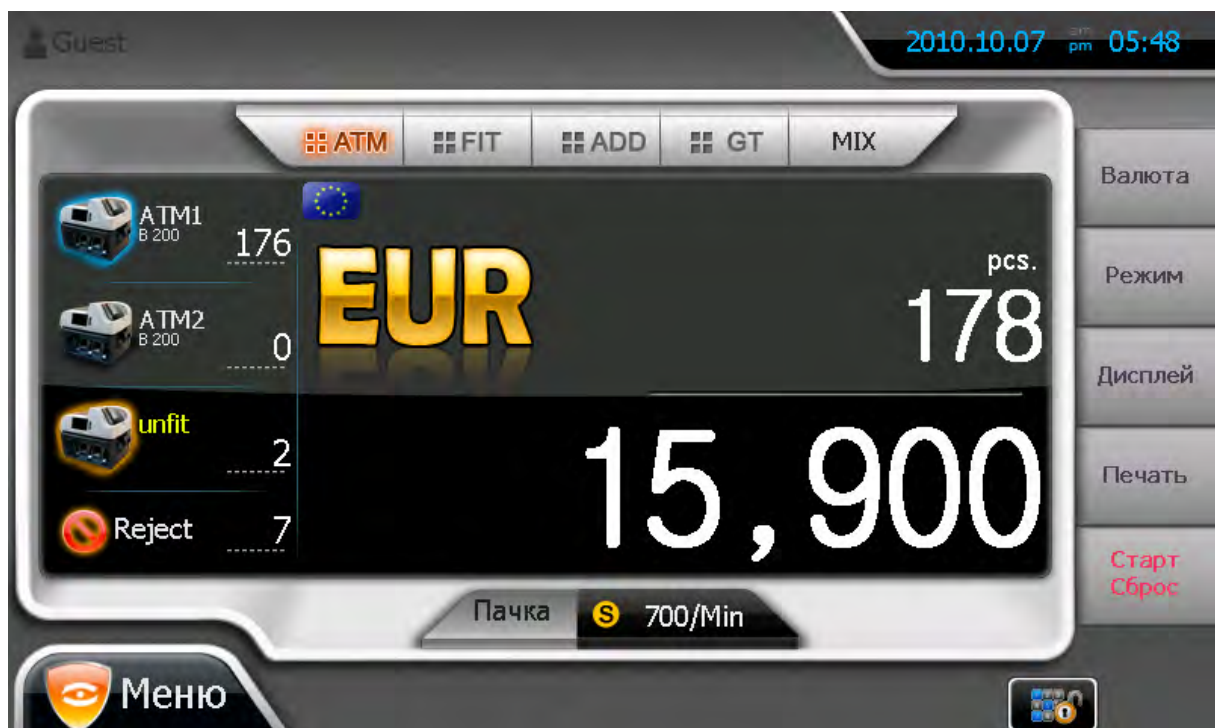 Guest
2010.10.07 am pm 05:48
ATM FIT ADD GT MIX
ATM1
B 200
176
ATM2
B 200
0
unfit
2
Reject 7
EUR
pcs.
178
15,900
Валюта
Режим
Дисплей
Печать
Старт
Сброс
Пачка S 700/Min
Меню